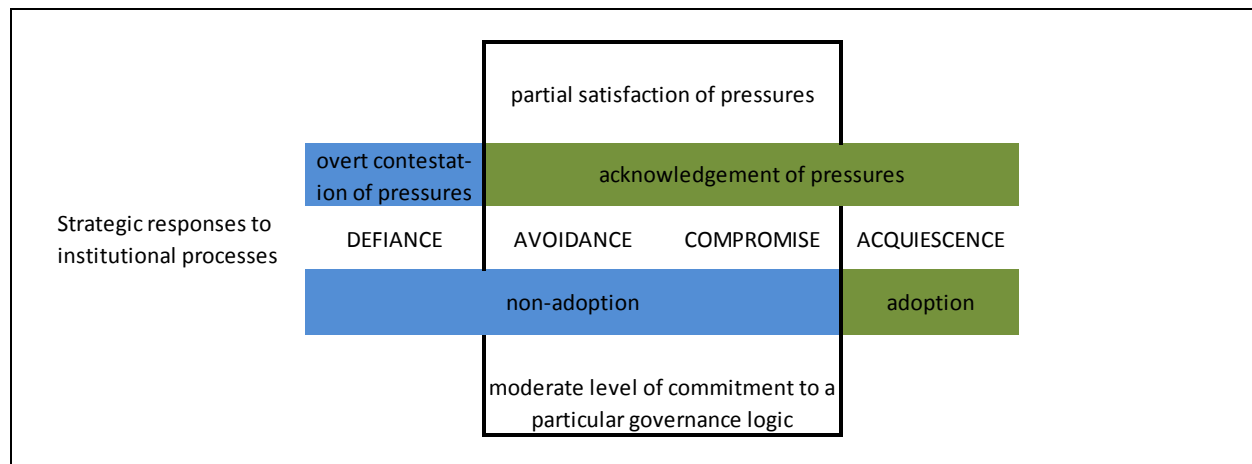 partial satisfaction of pressures
overt contestat-
ion of pressures
acknowledgement of pressures
Strategic responses to
institutional processes
DEFIANCE
AVOIDANCE
COMPROMISE
ACQUIESCENCE
non-adoption
adoption
moderate level of commitment to a
particular governance logic